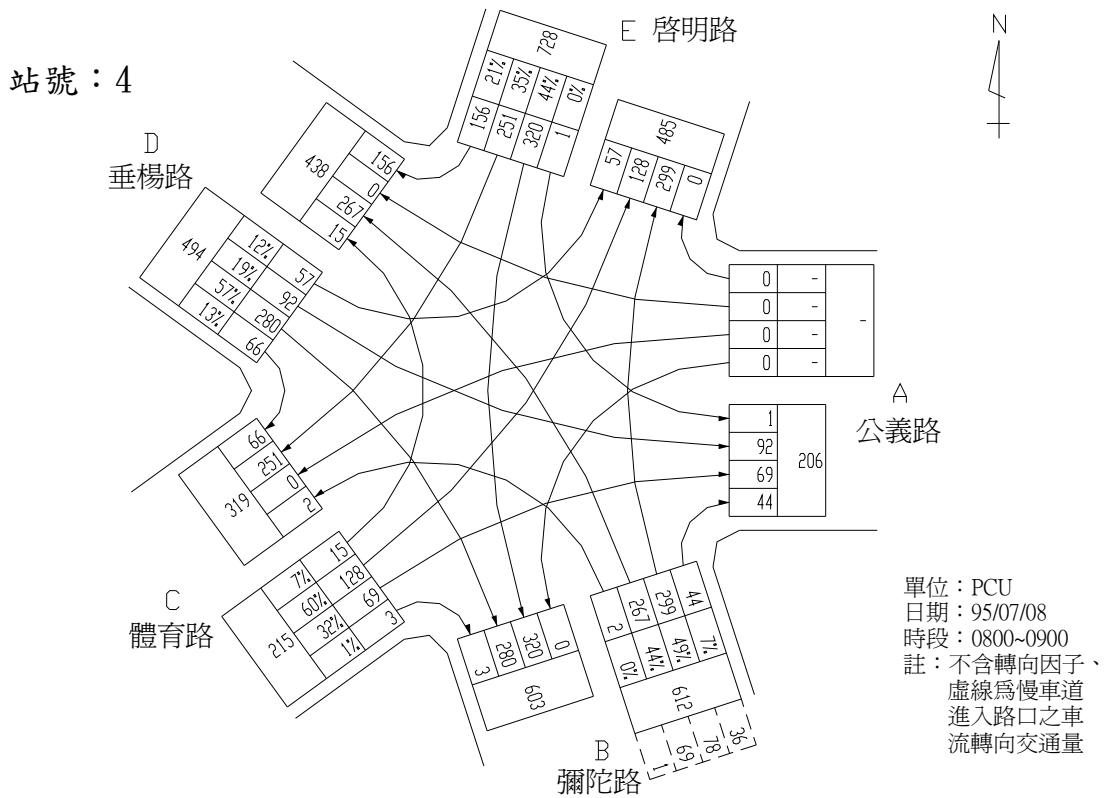 站號：4
N
E 啓明路
728
21% 35% 44% 0%
156 251 320 1
485
57 128 299 0
D
垂楊路
438
156
0
267
15
494
12% 57
19% 92
57% 280
13% 66
0 -
0 -
0 -
0 -
-
A
公義路
1
92
69
44
206
66
251
0
2
319
C
體育路
215
7% 15
60% 128
32% 69
1% 3
3 280 320 0
603
2 267 299 44
0% 44% 49% 7%
612
1 69 78 36
B
彌陀路
單位：PCU
日期：95/07/08
時段：0800~0900
註：不含轉向因子、
虛線爲慢車道
進入路口之車
流轉向交通量